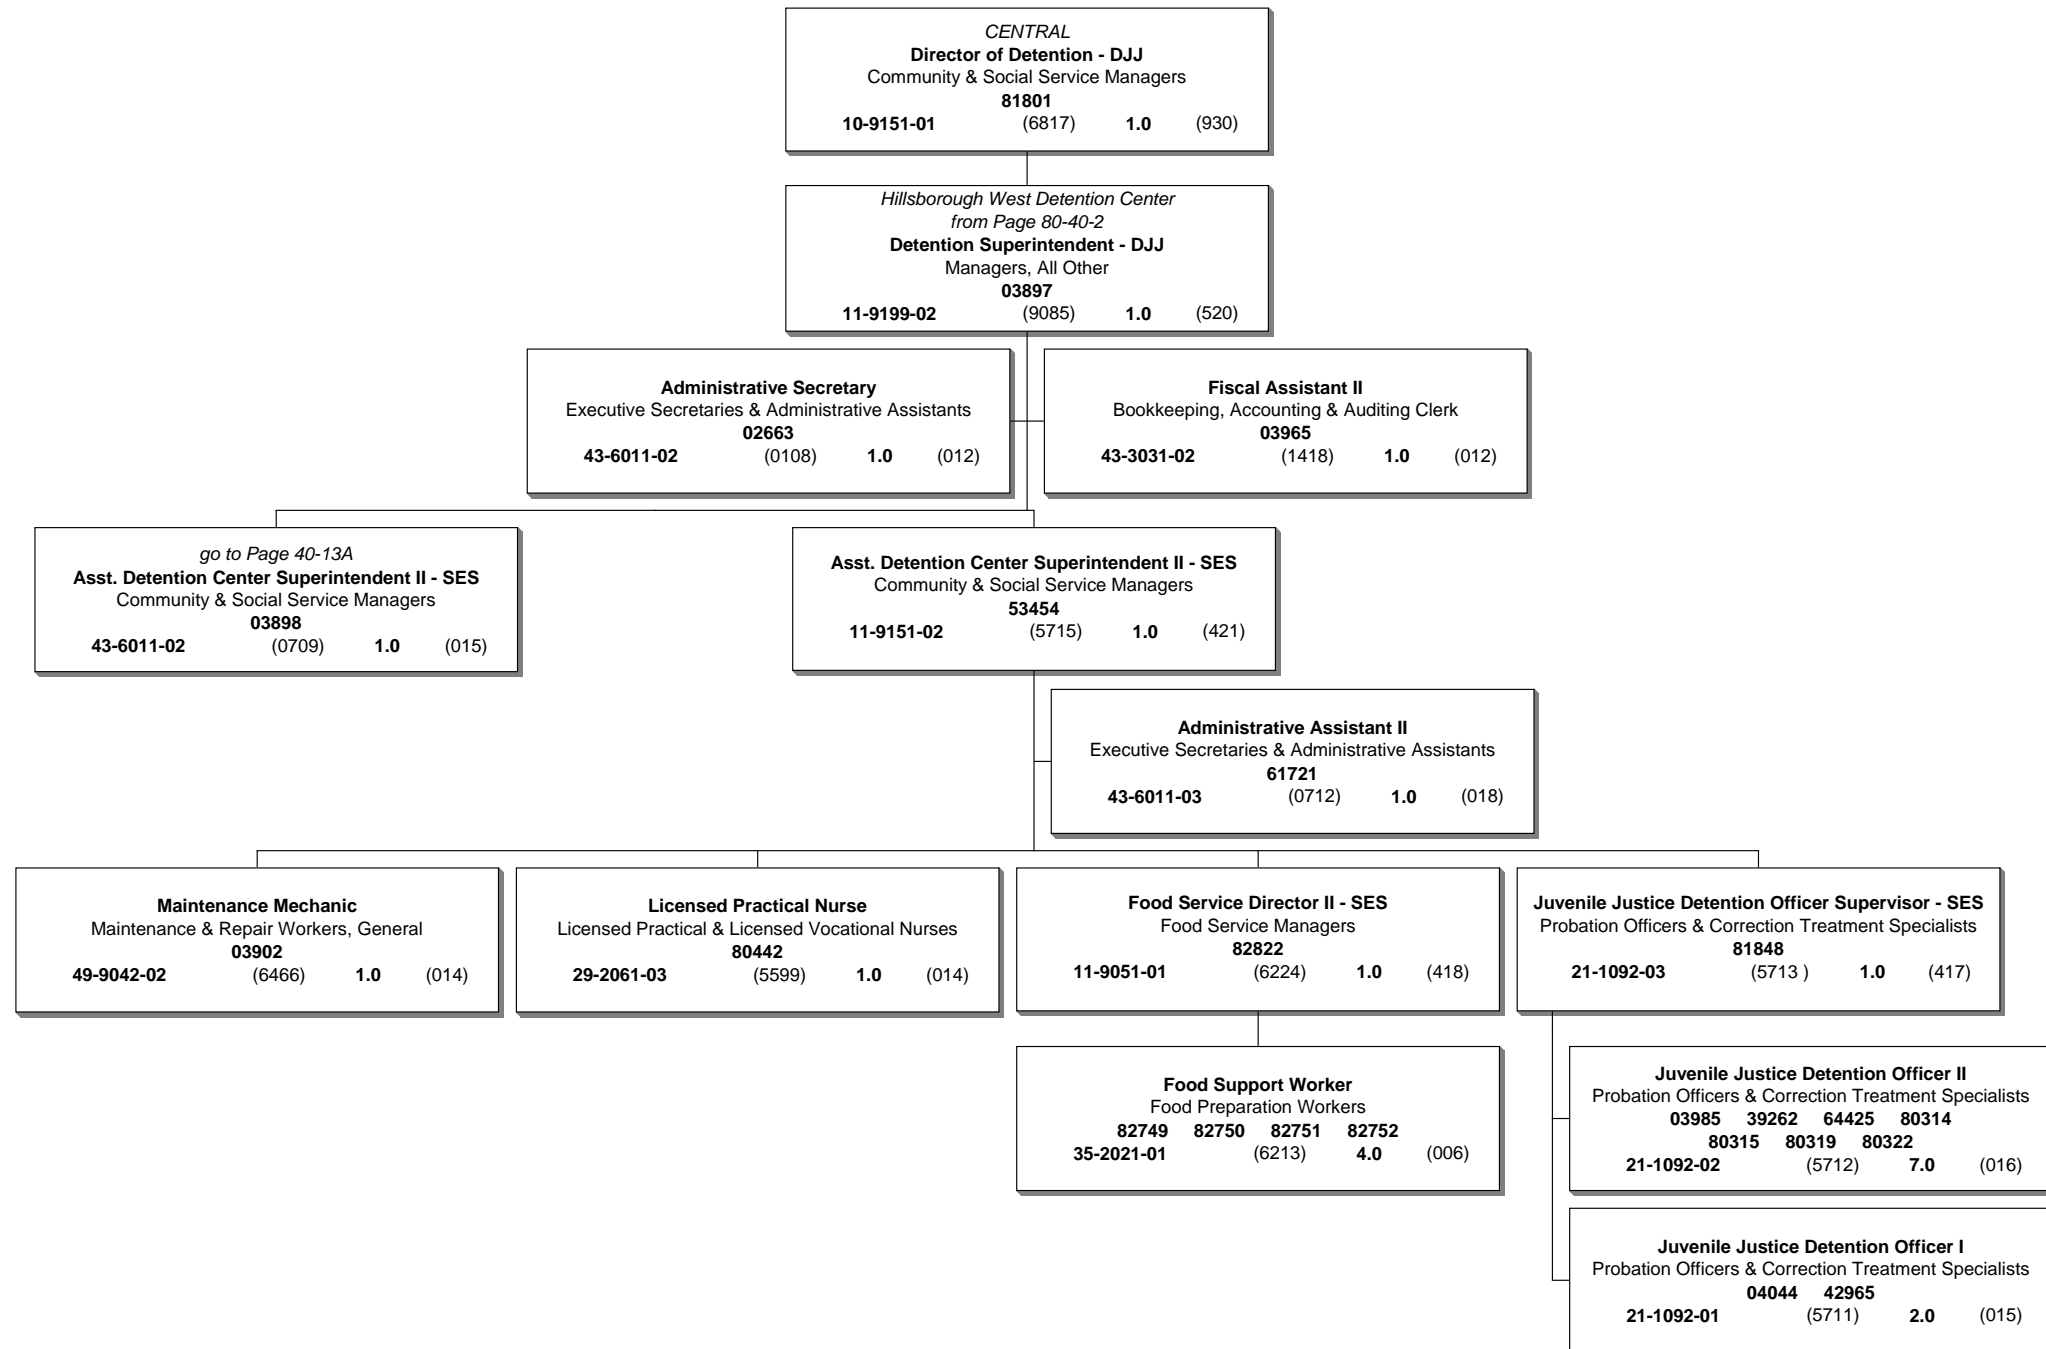 CENTRAL
Director of Detention - DJJ
Community & Social Service Managers
81801
10-9151-01 (6817) 1.0 (930)
Hillsborough West Detention Center
from Page 80-40-2
Detention Superintendent - DJJ
Managers, All Other
03897
11-9199-02 (9085) 1.0 (520)
Administrative Secretary
Executive Secretaries & Administrative Assistants
02663
43-6011-02 (0108) 1.0 (012)
Fiscal Assistant II
Bookkeeping, Accounting & Auditing Clerk
03965
43-3031-02 (1418) 1.0 (012)
go to Page 40-13A
Asst. Detention Center Superintendent II - SES
Community & Social Service Managers
03898
43-6011-02 (0709) 1.0 (015)
Asst. Detention Center Superintendent II - SES
Community & Social Service Managers
53454
11-9151-02 (5715) 1.0 (421)
Administrative Assistant II
Executive Secretaries & Administrative Assistants
61721
43-6011-03 (0712) 1.0 (018)
Maintenance Mechanic
Maintenance & Repair Workers, General
03902
49-9042-02 (6466) 1.0 (014)
Licensed Practical Nurse
Licensed Practical & Licensed Vocational Nurses
80442
29-2061-03 (5599) 1.0 (014)
Food Service Director II - SES
Food Service Managers
82822
11-9051-01 (6224) 1.0 (418)
Juvenile Justice Detention Officer Supervisor - SES
Probation Officers & Correction Treatment Specialists
81848
21-1092-03 (5713 ) 1.0 (417)
Food Support Worker
Food Preparation Workers
82749 82750 82751 82752
35-2021-01 (6213) 4.0 (006)
Juvenile Justice Detention Officer II
Probation Officers & Correction Treatment Specialists
03985 39262 64425 80314
80315 80319 80322
21-1092-02 (5712) 7.0 (016)
Juvenile Justice Detention Officer I
Probation Officers & Correction Treatment Specialists
04044 42965
21-1092-01 (5711) 2.0 (015)